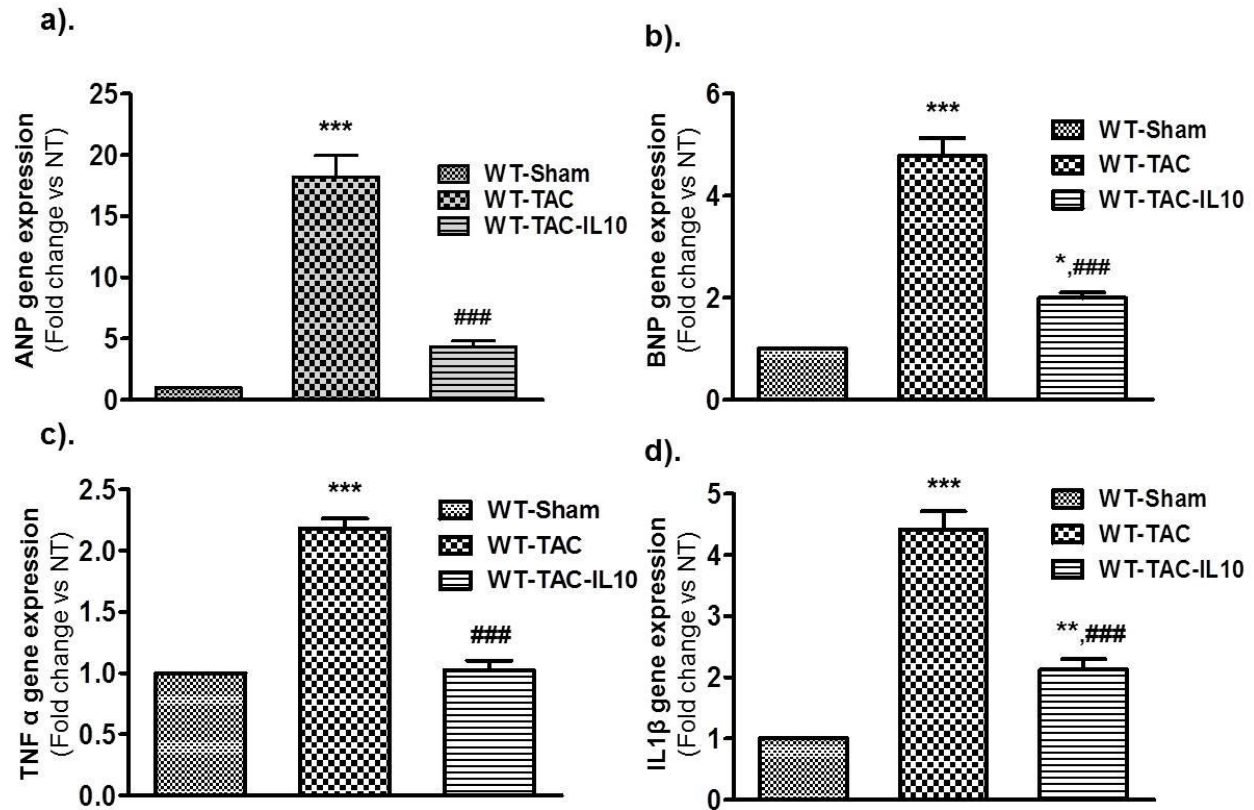 a).
ANP gene expression
(Fold change vs NT)
25
20
15
10
5
0
***
###
WT-Sham
WT-TAC
WT-TAC-IL10
b).
BNP gene expression
(Fold change vs NT)
6
4
2
0
***
*,###
WT-Sham
WT-TAC
WT-TAC-IL10
c).
TNF α gene expression
(Fold change vs NT)
2.5
2.0
1.5
1.0
0.5
0.0
***
###
WT-Sham
WT-TAC
WT-TAC-IL10
d).
IL1β gene expression
(Fold change vs NT)
5
4
3
2
1
0
***
**,###
WT-Sham
WT-TAC
WT-TAC-IL10